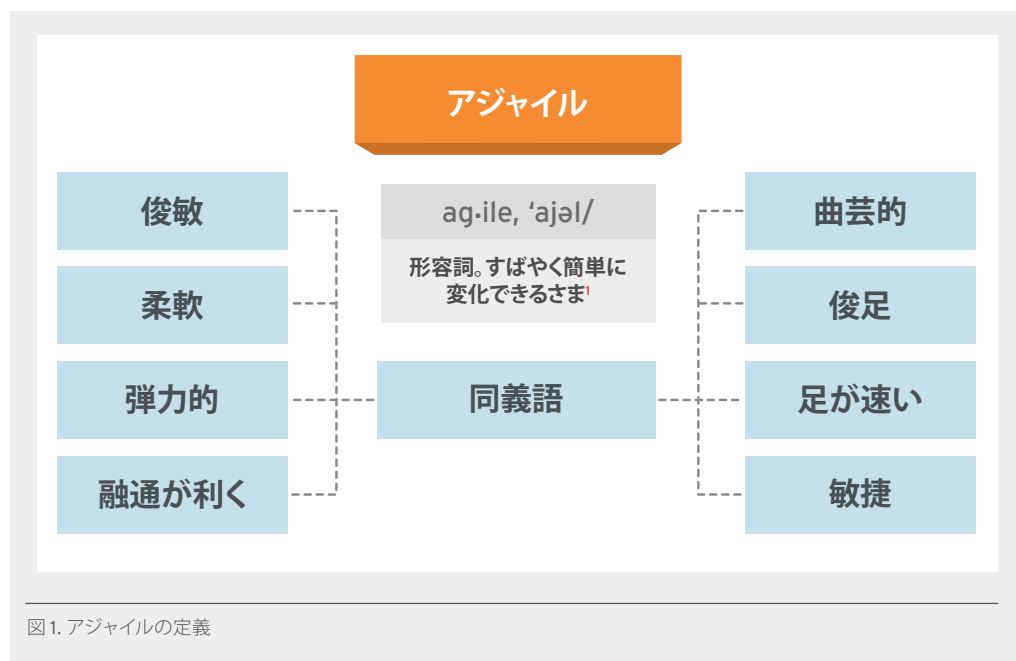 アジャイル
ag·ile, ‘ajəl/
形容詞。すばやく簡単に
変化できるさま1
同義語
俊敏
柔軟
弾力的
融通が利く
曲芸的
俊足
足が速い
敏捷
図1. アジャイルの定義